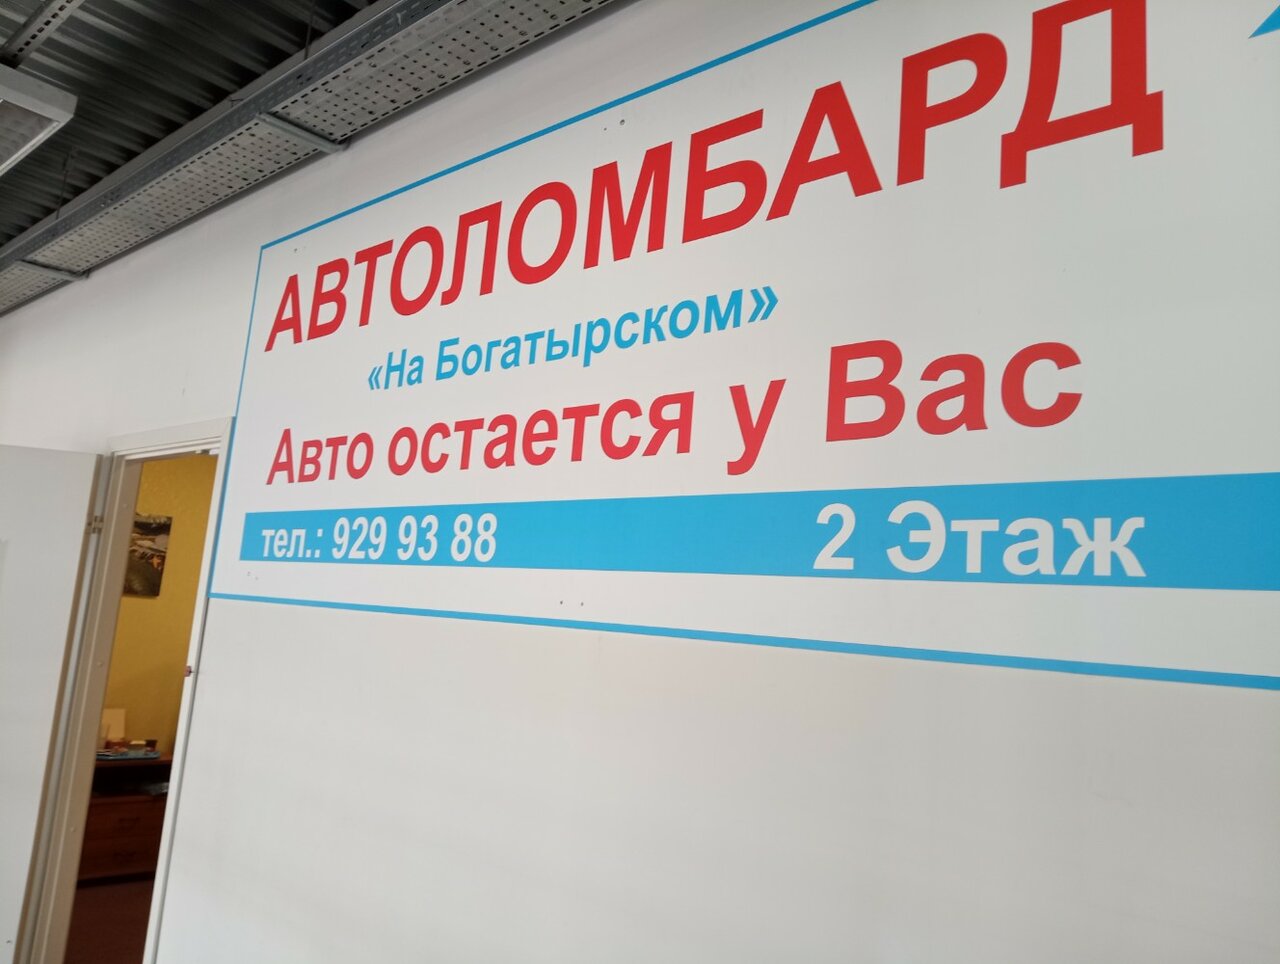 АВТОЛОМБАРД
«На Богатырском»
Авто остается у Вас
тел.: 929 93 88 2 Этаж